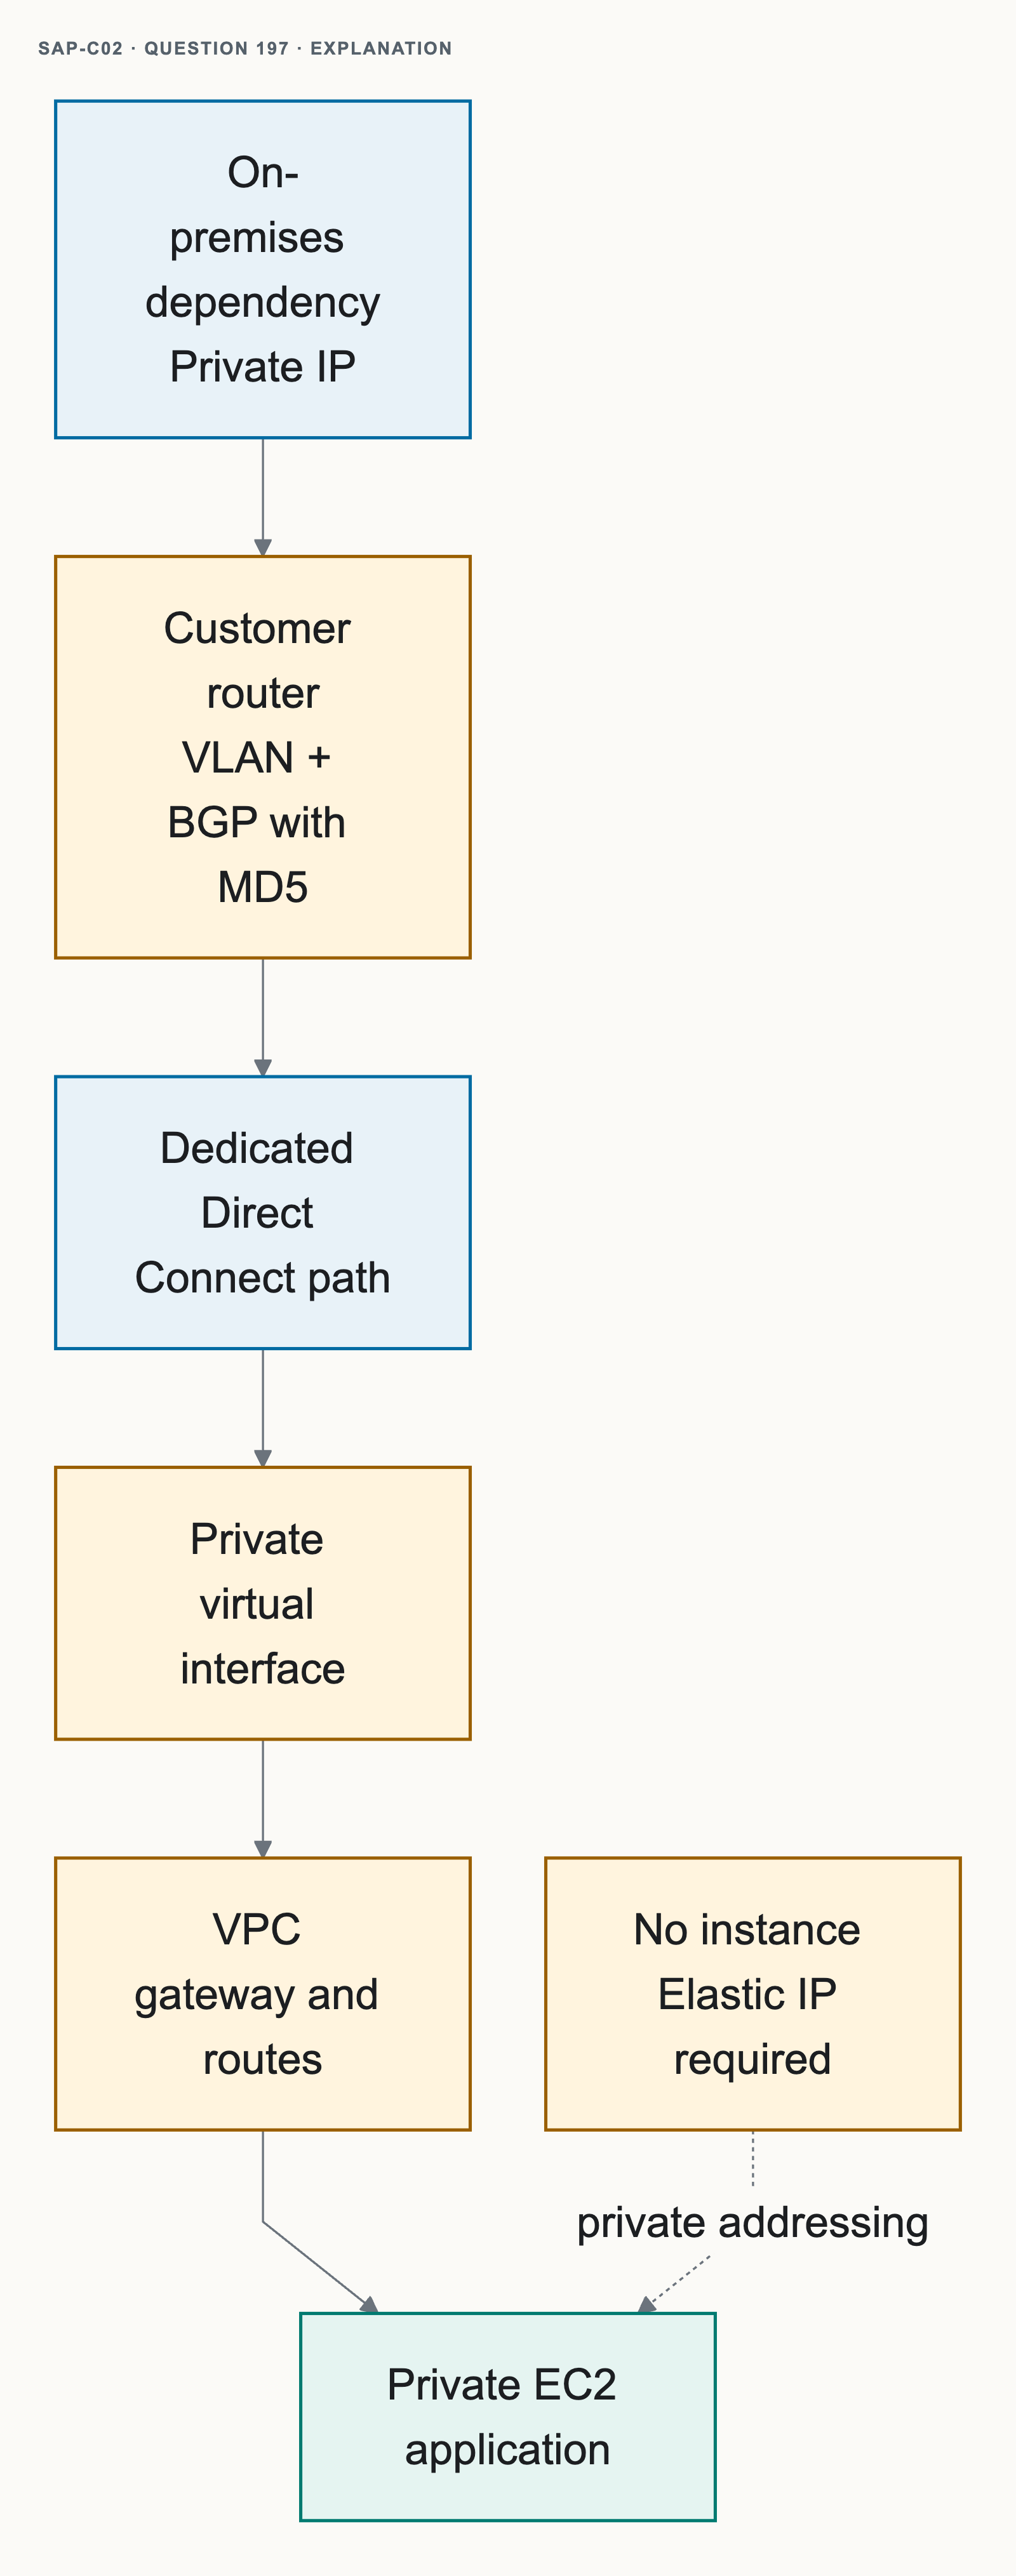 SAP-C02 · QUESTION 197 · EXPLANATION
On-
premises
dependency
Private IP
Customer
router
VLAN +
BGP with
MD5
Dedicated
Direct
Connect path
Private
virtual
interface
VPC
gateway and
routes
No instance
Elastic IP
required
private addressing
Private EC2
application